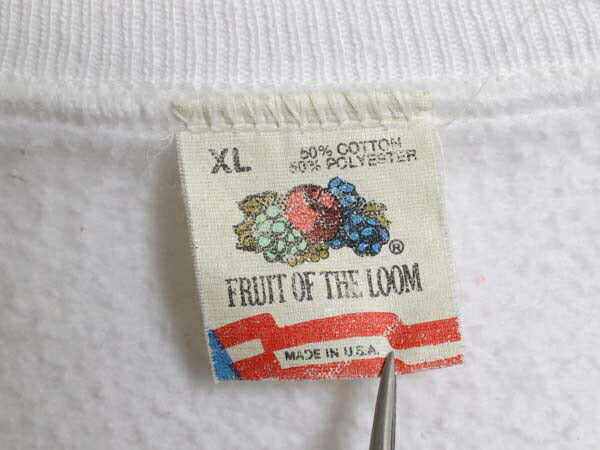 XL
50% COTTON
50% POLYESTER
®
FRUIT OF THE LOOM
MADE IN U.S.A.